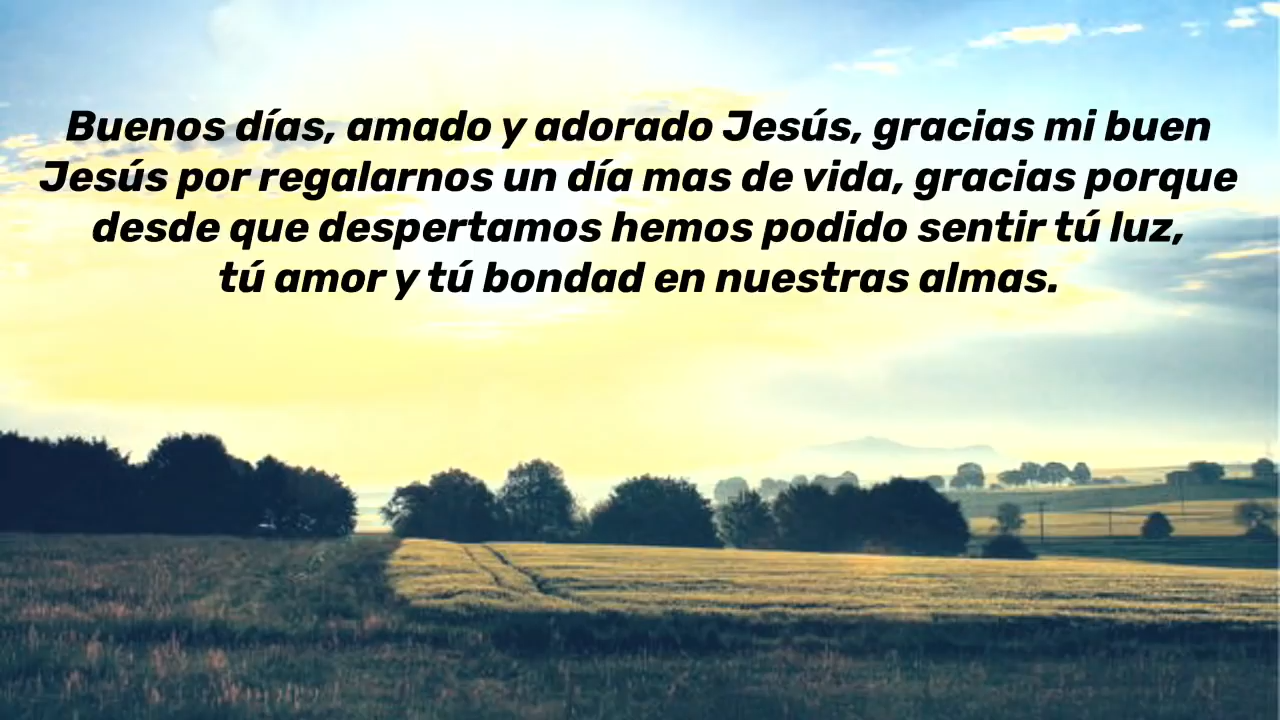 Buenos días, amado y adorado Jesús, gracias mi buen
Jesús por regalarnos un día mas de vida, gracias porque
desde que despertamos hemos podido sentir tú luz,
tú amor y tú bondad en nuestras almas.